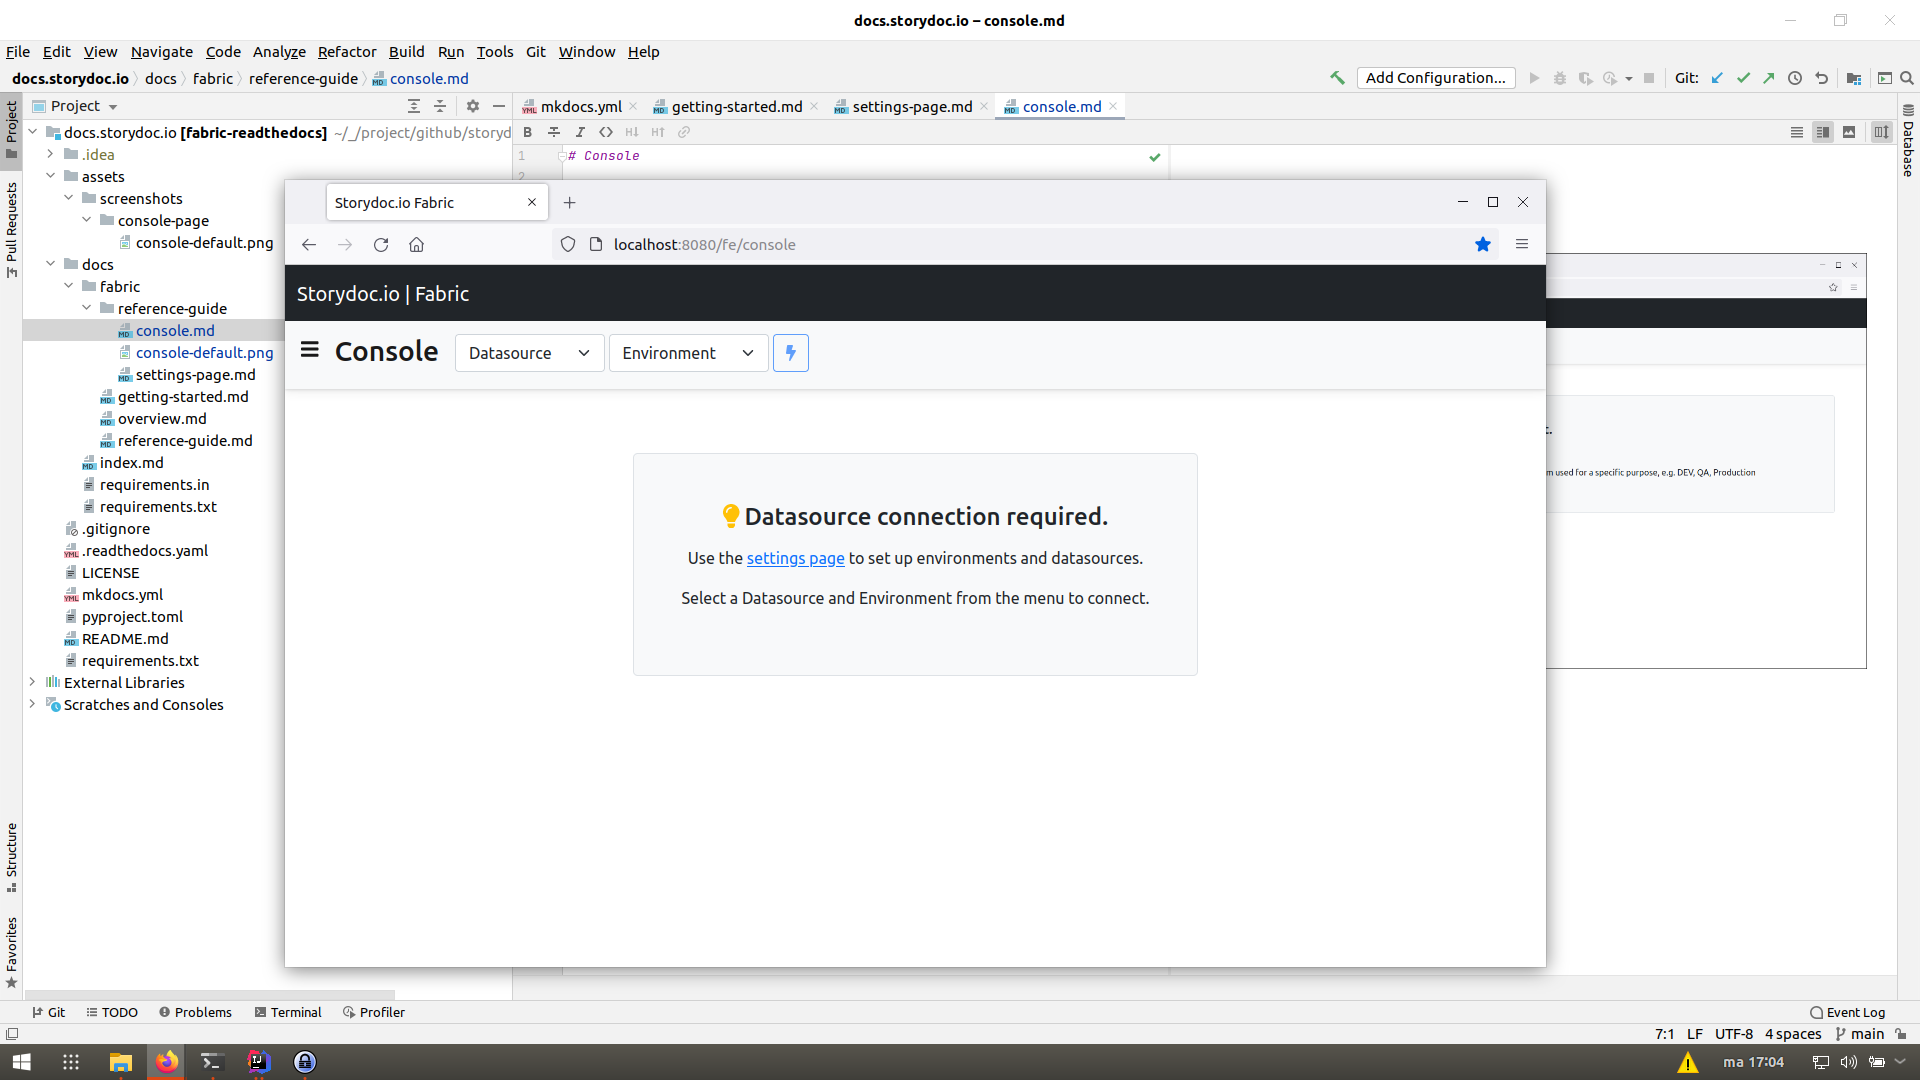 docs.storydoc.io – console.md
File Edit View Navigate Code Analyze Refactor Build Run Tools Git Window Help
docs.storydoc.io docs fabric reference-guide console.md
Add Configuration...
Git:
Project
mkdocs.yml
getting-started.md
settings-page.md
console.md
Project
Pull Requests
Structure
Favorites
Database
docs.storydoc.io [fabric-readthedocs] ~/_/project/github/storyd
.idea
assets
screenshots
console-page
console-default.png
docs
fabric
reference-guide
console.md
console-default.png
settings-page.md
getting-started.md
overview.md
reference-guide.md
index.md
requirements.in
requirements.txt
.gitignore
.readthedocs.yaml
LICENSE
mkdocs.yml
pyproject.toml
README.md
requirements.txt
External Libraries
Scratches and Consoles
1 # Console
2
Storydoc.io Fabric
localhost:8080/fe/console
Storydoc.io | Fabric
Console
Datasource
Environment
Datasource connection required.
Use the settings page to set up environments and datasources.
Select a Datasource and Environment from the menu to connect.
used for a specific purpose, e.g. DEV, QA, Production
Git
TODO
Problems
Terminal
Profiler
Event Log
7:1 LF UTF-8 4 spaces main
ma 17:04